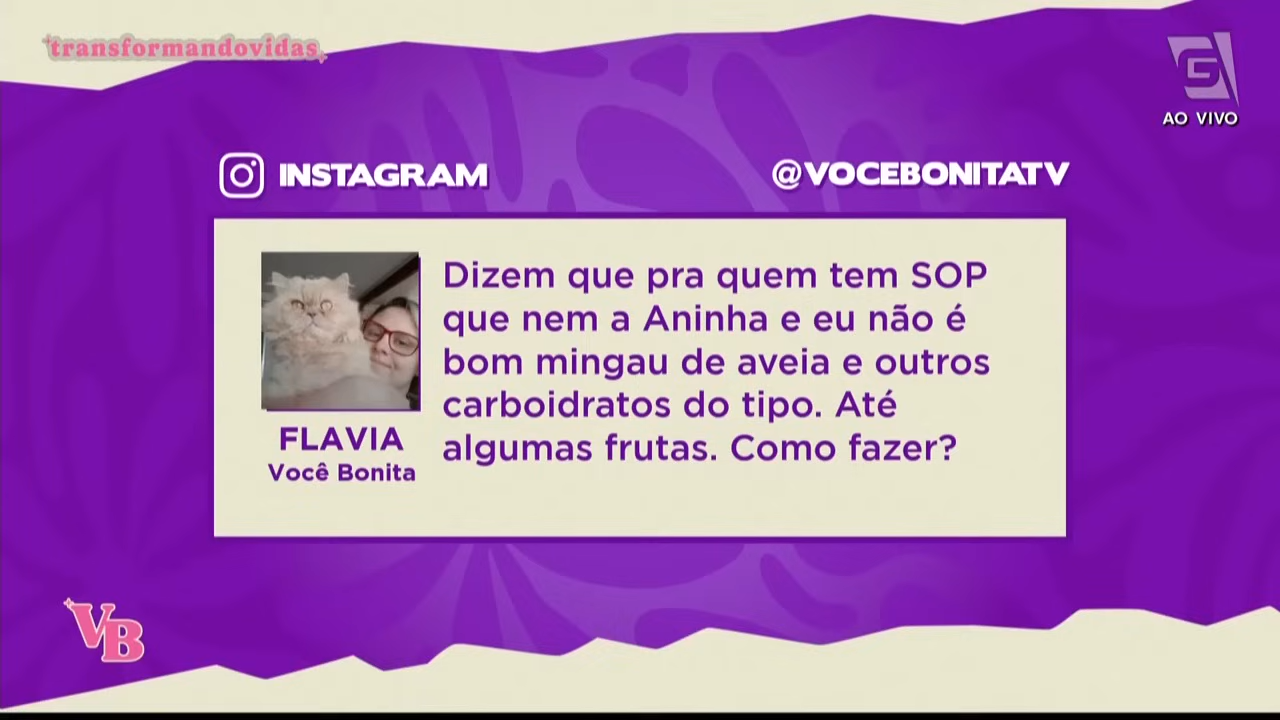 transformandovidas
G
AO VIVO
INSTAGRAM
@VOCEBONITATV
Dizem que pra quem tem SOP
que nem a Aninha e eu não é
bom mingau de aveia e outros
carboidratos do tipo. Até
algumas frutas. Como fazer?
FLAVIA
Você Bonita
VB